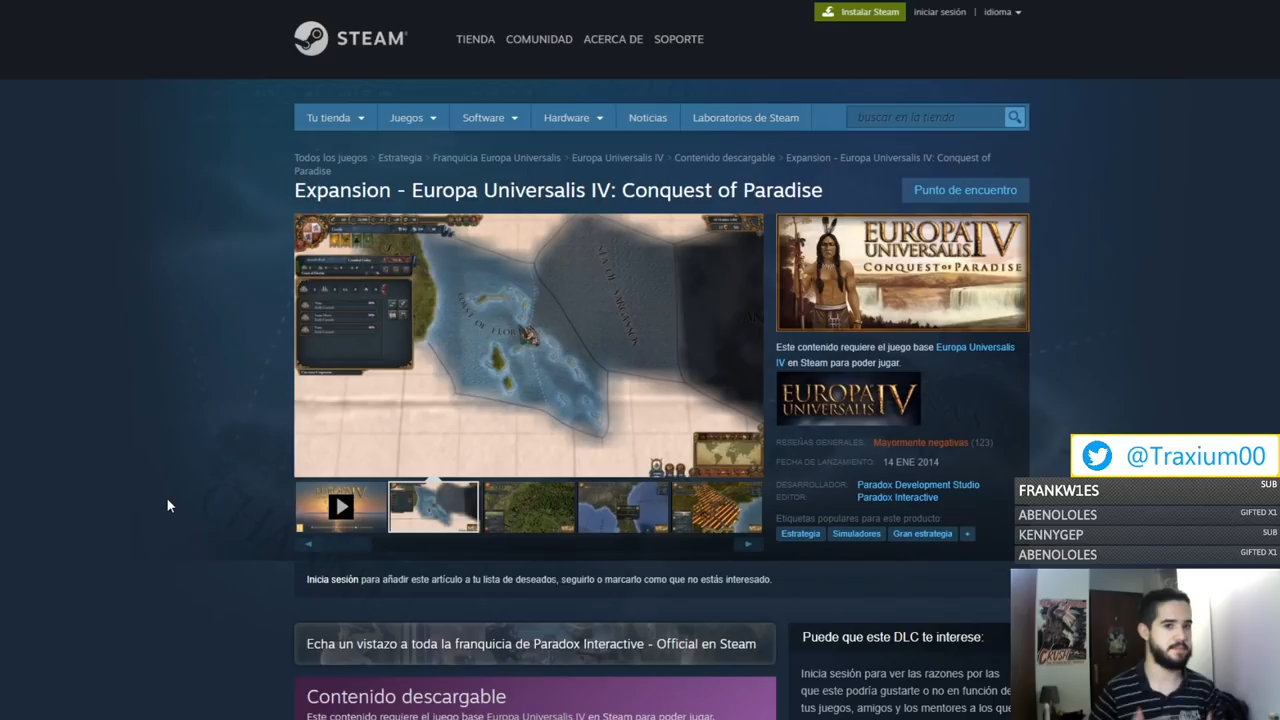 Instalar Steam
iniciar sesión | idioma
STEAM®
TIENDA COMUNIDAD ACERCA DE SOPORTE
Tu tienda Juegos Software Hardware Noticias Laboratorios de Steam buscar en la tienda
Todos los juegos > Estrategia > Franquicia Europa Universalis > Europa Universalis IV > Contenido descargable > Expansion - Europa Universalis IV: Conquest of
Paradise
Expansion - Europa Universalis IV: Conquest of Paradise
Punto de encuentro
EUROPA
UNIVERSALIS IV
CONQUEST OF PARADISE
Este contenido requiere el juego base Europa Universalis
IV en Steam para poder jugar.
EUROPA
UNIVERSALIS IV
RESEÑAS GENERALES: Mayormente negativas (123)
FECHA DE LANZAMIENTO: 14 ENE 2014
DESARROLLADOR: Paradox Development Studio
EDITOR: Paradox Interactive
Etiquetas populares para este producto:
Estrategia Simuladores Gran estrategia +
@Traxium00
FRANKW1ES SUB
ABENOLOLES GIFTED X1
KENNYGEP SUB
ABENOLOLES GIFTED X1
Inicia sesión para añadir este artículo a tu lista de deseados, seguirlo o marcarlo como que no estás interesado.
Echa un vistazo a toda la franquicia de Paradox Interactive - Official en Steam
Puede que este DLC te interese:
Inicia sesión para ver las razones por las
que este podría gustarte o no en función de
tus juegos, amigos y los mentores a los que
Contenido descargable
Este contenido requiere el juego base Europa Universalis IV en Steam para poder jugar.